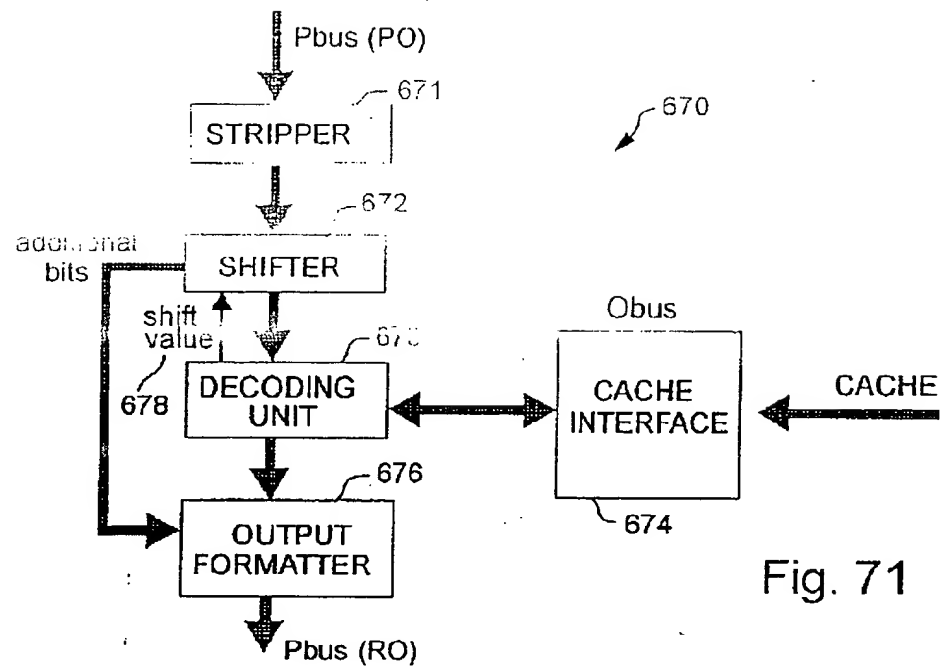 Pbus (PO)
671
STRIPPER
670
672
additional
bits
SHIFTER
Obus
shift
value
678
DECODING
UNIT
CACHE
INTERFACE
CACHE
676
674
OUTPUT
FORMATTER
Fig. 71
Pbus (RO)